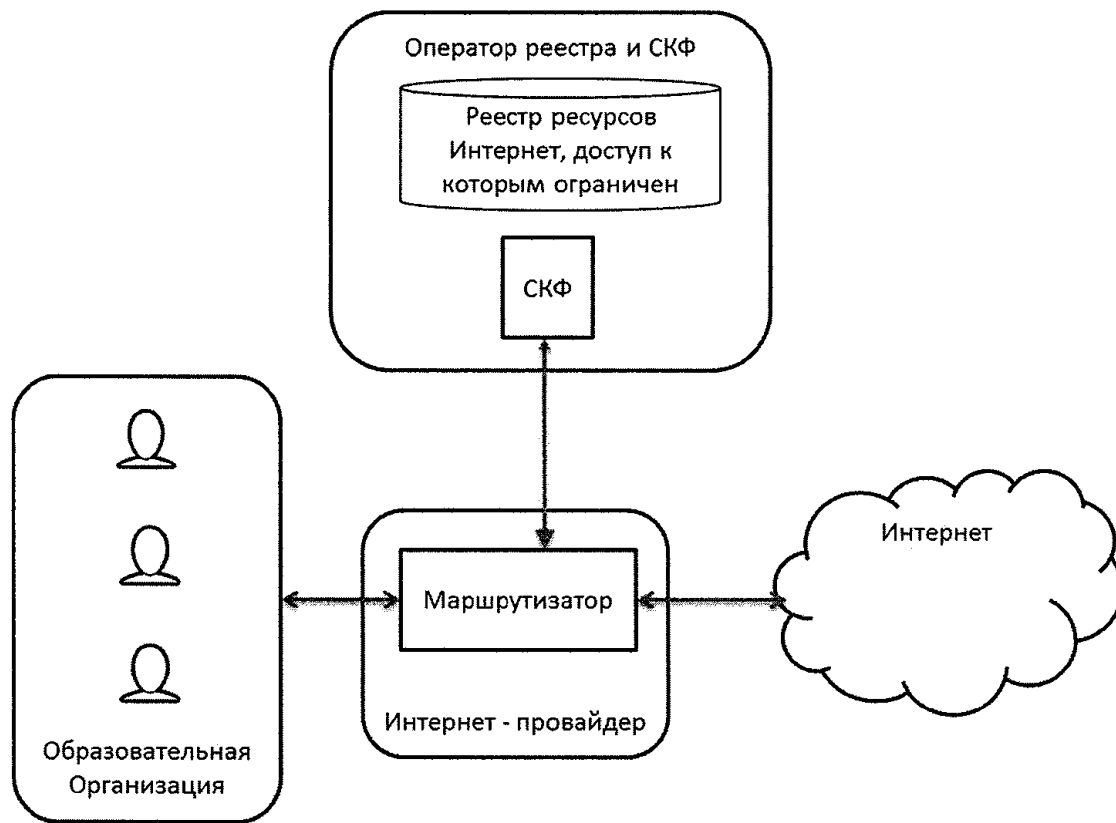 Оператор реестра и СКФ
Реестр ресурсов
Интернет, доступ к
которым ограничен
СКФ
Интернет
Маршрутизатор
Интернет - провайдер
Образовательная
Организация